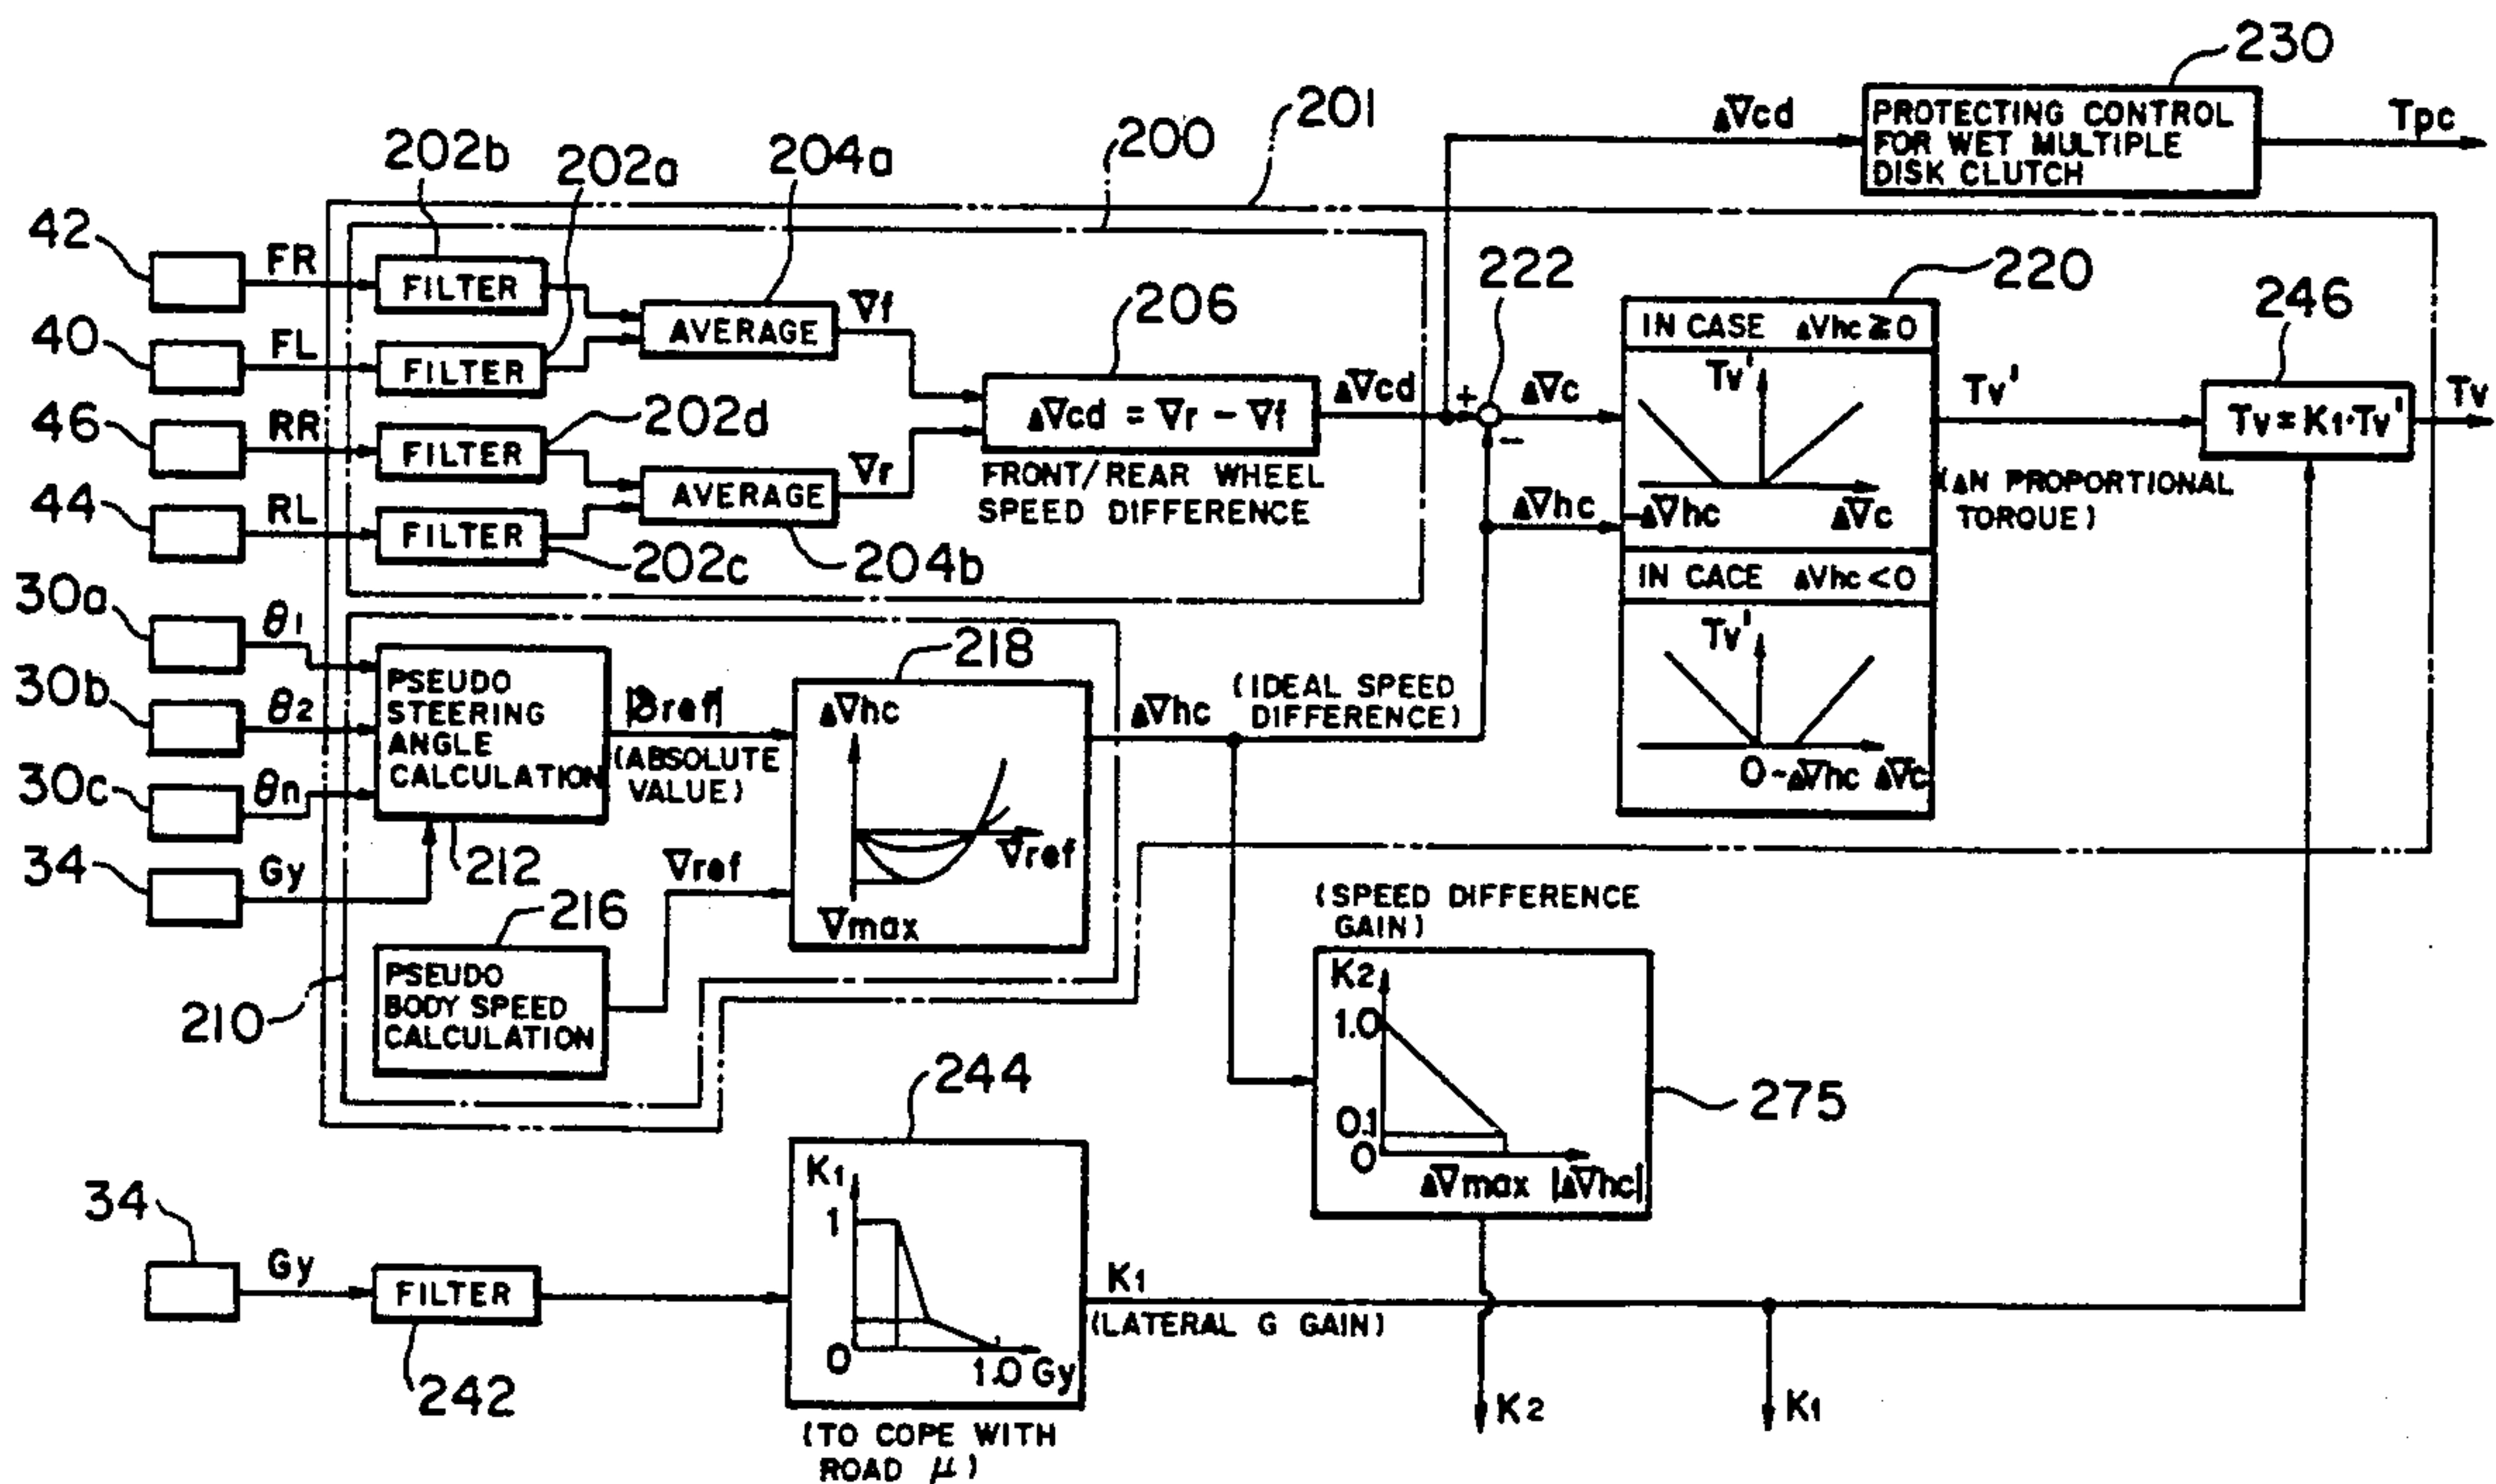 230
201
200
ΔVcd
PROTECTING CONTROL
FOR WET MULTIPLE
DISK CLUTCH
Tpc
202b
202a
204a
42
FR
FILTER
40
FL
FILTER
AVERAGE
Vf
206
222
220
246
46
RR
FILTER
202d
44
RL
FILTER
202c
AVERAGE
Vr
204b
ΔVcd = Vr - Vf
FRONT/REAR WHEEL
SPEED DIFFERENCE
ΔVcd
+
-
ΔVc
ΔVhc
IN CASE ΔVhc ≧ 0
Tv'
-ΔVhc
ΔVc
IN CACE ΔVhc < 0
Tv'
0 -ΔVhc ΔVc
Tv'
(ΔN PROPORTIONAL
TORQUE)
Tv = K1·Tv'
Tv
30a
θ1
30b
θ2
30c
θn
34
Gy
PSEUDO
STEERING
ANGLE
CALCULATION
212
(ABSOLUTE
VALUE)
218
ΔVhc
Vref
Vmax
ΔVhc
(IDEAL SPEED
DIFFERENCE)
Vref
216
PSEUDO
BODY SPEED
CALCULATION
210
(SPEED DIFFERENCE
GAIN)
K2
1.0
0.1
0
ΔVmax |ΔVhc|
275
244
K1
1
0
1.0 Gy
(TO COPE WITH
ROAD μ)
34
Gy
FILTER
242
K1
(LATERAL G GAIN)
K2
K1